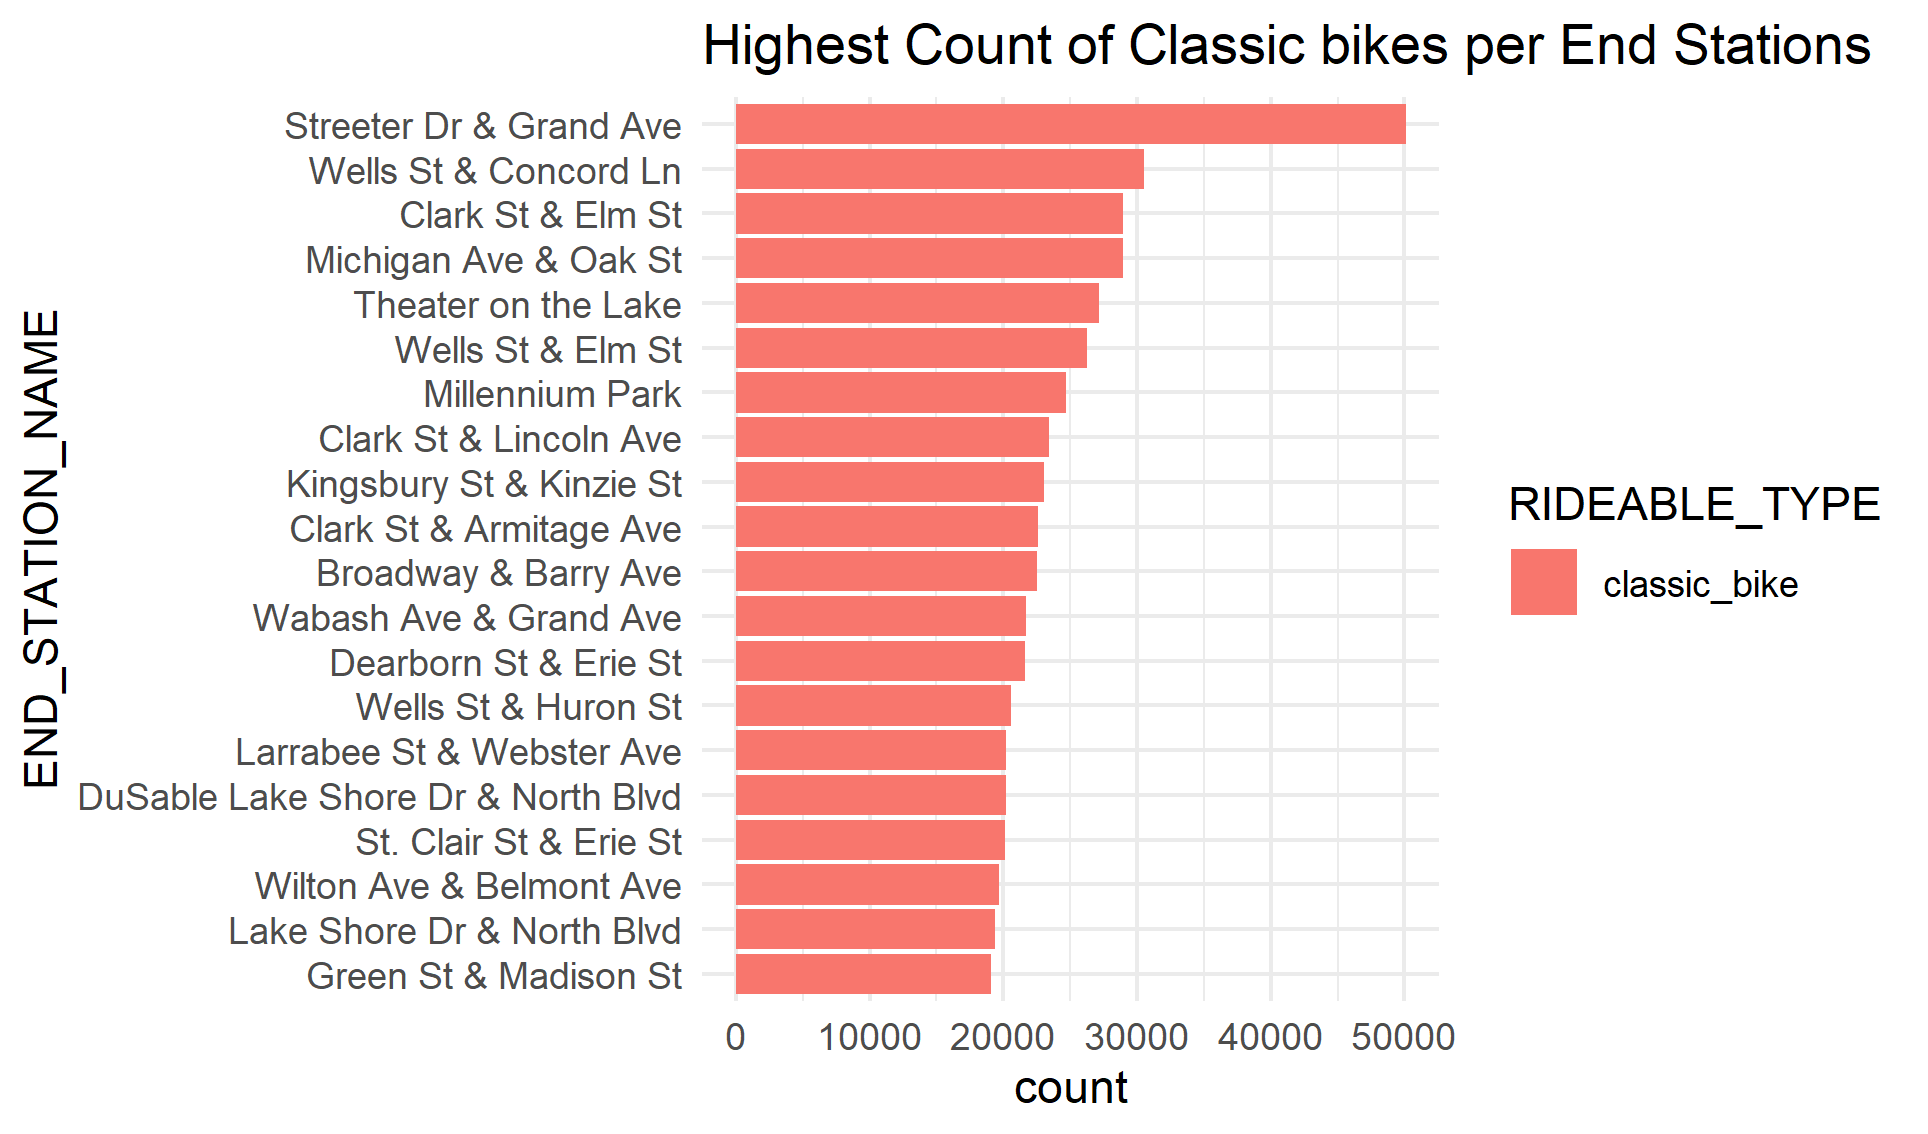 Highest Count of Classic bikes per End Stations
END_STATION_NAME
Streeter Dr & Grand Ave
Wells St & Concord Ln
Clark St & Elm St
Michigan Ave & Oak St
Theater on the Lake
Wells St & Elm St
Millennium Park
Clark St & Lincoln Ave
Kingsbury St & Kinzie St
Clark St & Armitage Ave
Broadway & Barry Ave
Wabash Ave & Grand Ave
Dearborn St & Erie St
Wells St & Huron St
Larrabee St & Webster Ave
DuSable Lake Shore Dr & North Blvd
St. Clair St & Erie St
Wilton Ave & Belmont Ave
Lake Shore Dr & North Blvd
Green St & Madison St
0 10000 20000 30000 40000 50000
count
RIDEABLE_TYPE
classic_bike